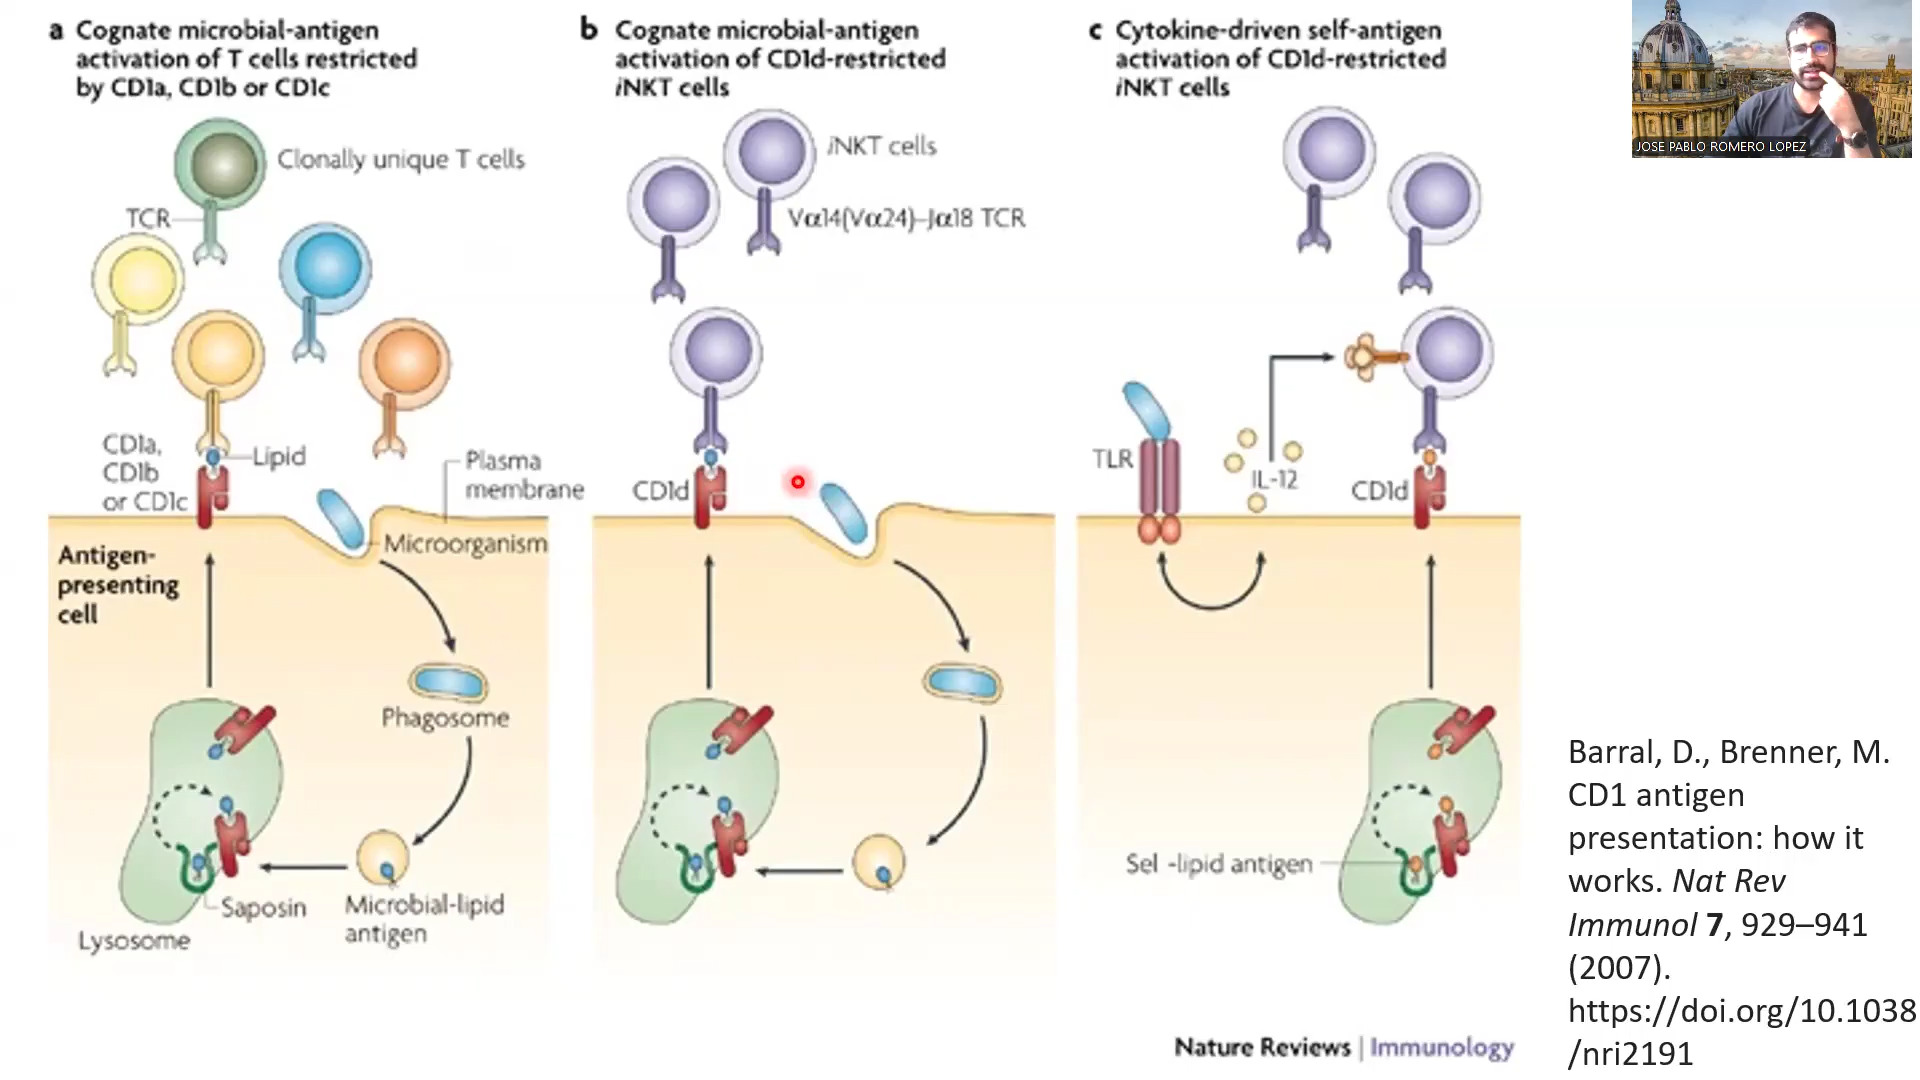 a Cognate microbial-antigen
activation of T cells restricted
by CD1a, CD1b or CD1c
Clonally unique T cells
TCR
CD1a,
CD1b
or CD1c
Lipid
Plasma
membrane
Microorganism
Antigen-
presenting
cell
Phagosome
Saposin
Microbial-lipid
antigen
Lysosome
b Cognate microbial-antigen
activation of CD1d-restricted
iNKT cells
iNKT cells
Vα14(Vα24)–Jα18 TCR
CD1d
c Cytokine-driven self-antigen
activation of CD1d-restricted
iNKT cells
TLR
IL-12
CD1d
Sel -lipid antigen
Nature Reviews | Immunology
JOSE PABLO ROMERO LOPEZ
Barral, D., Brenner, M.
CD1 antigen
presentation: how it
works. Nat Rev
Immunol 7, 929–941
(2007).
https://doi.org/10.1038
/nri2191